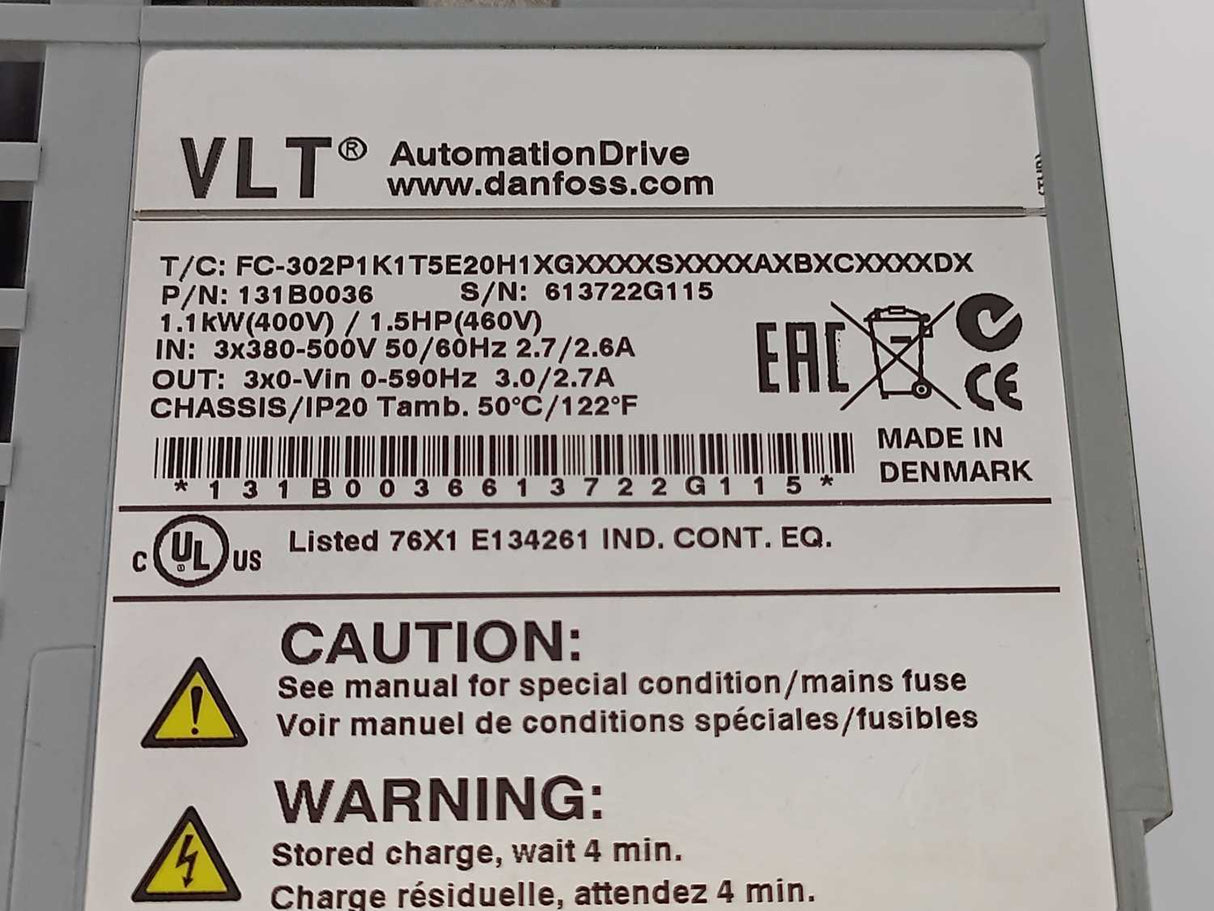 VLT® AutomationDrive
www.danfoss.com
T/C: FC-302P1K1T5E20H1XGXXXXSXXXXAXBXCXXXXDX
P/N: 131B0036 S/N: 613722G115
1.1kW(400V) / 1.5HP(460V)
IN: 3x380-500V 50/60Hz 2.7/2.6A
OUT: 3x0-Vin 0-590Hz 3.0/2.7A
CHASSIS/IP20 Tamb. 50°C/122°F
EAC
CE
MADE IN
DENMARK
*131B0036613722G115*
C UL ® US Listed 76X1 E134261 IND. CONT. EQ.
CAUTION:
See manual for special condition/mains fuse
Voir manuel de conditions spéciales/fusibles
WARNING:
Stored charge, wait 4 min.
Charge résiduelle, attendez 4 min.